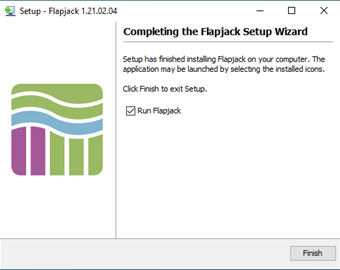 Setup - Flapjack 1.21.02.04
Completing the Flapjack Setup Wizard
Setup has finished installing Flapjack on your computer. The
application may be launched by selecting the installed icons.
Click Finish to exit Setup.
Run Flapjack
Finish